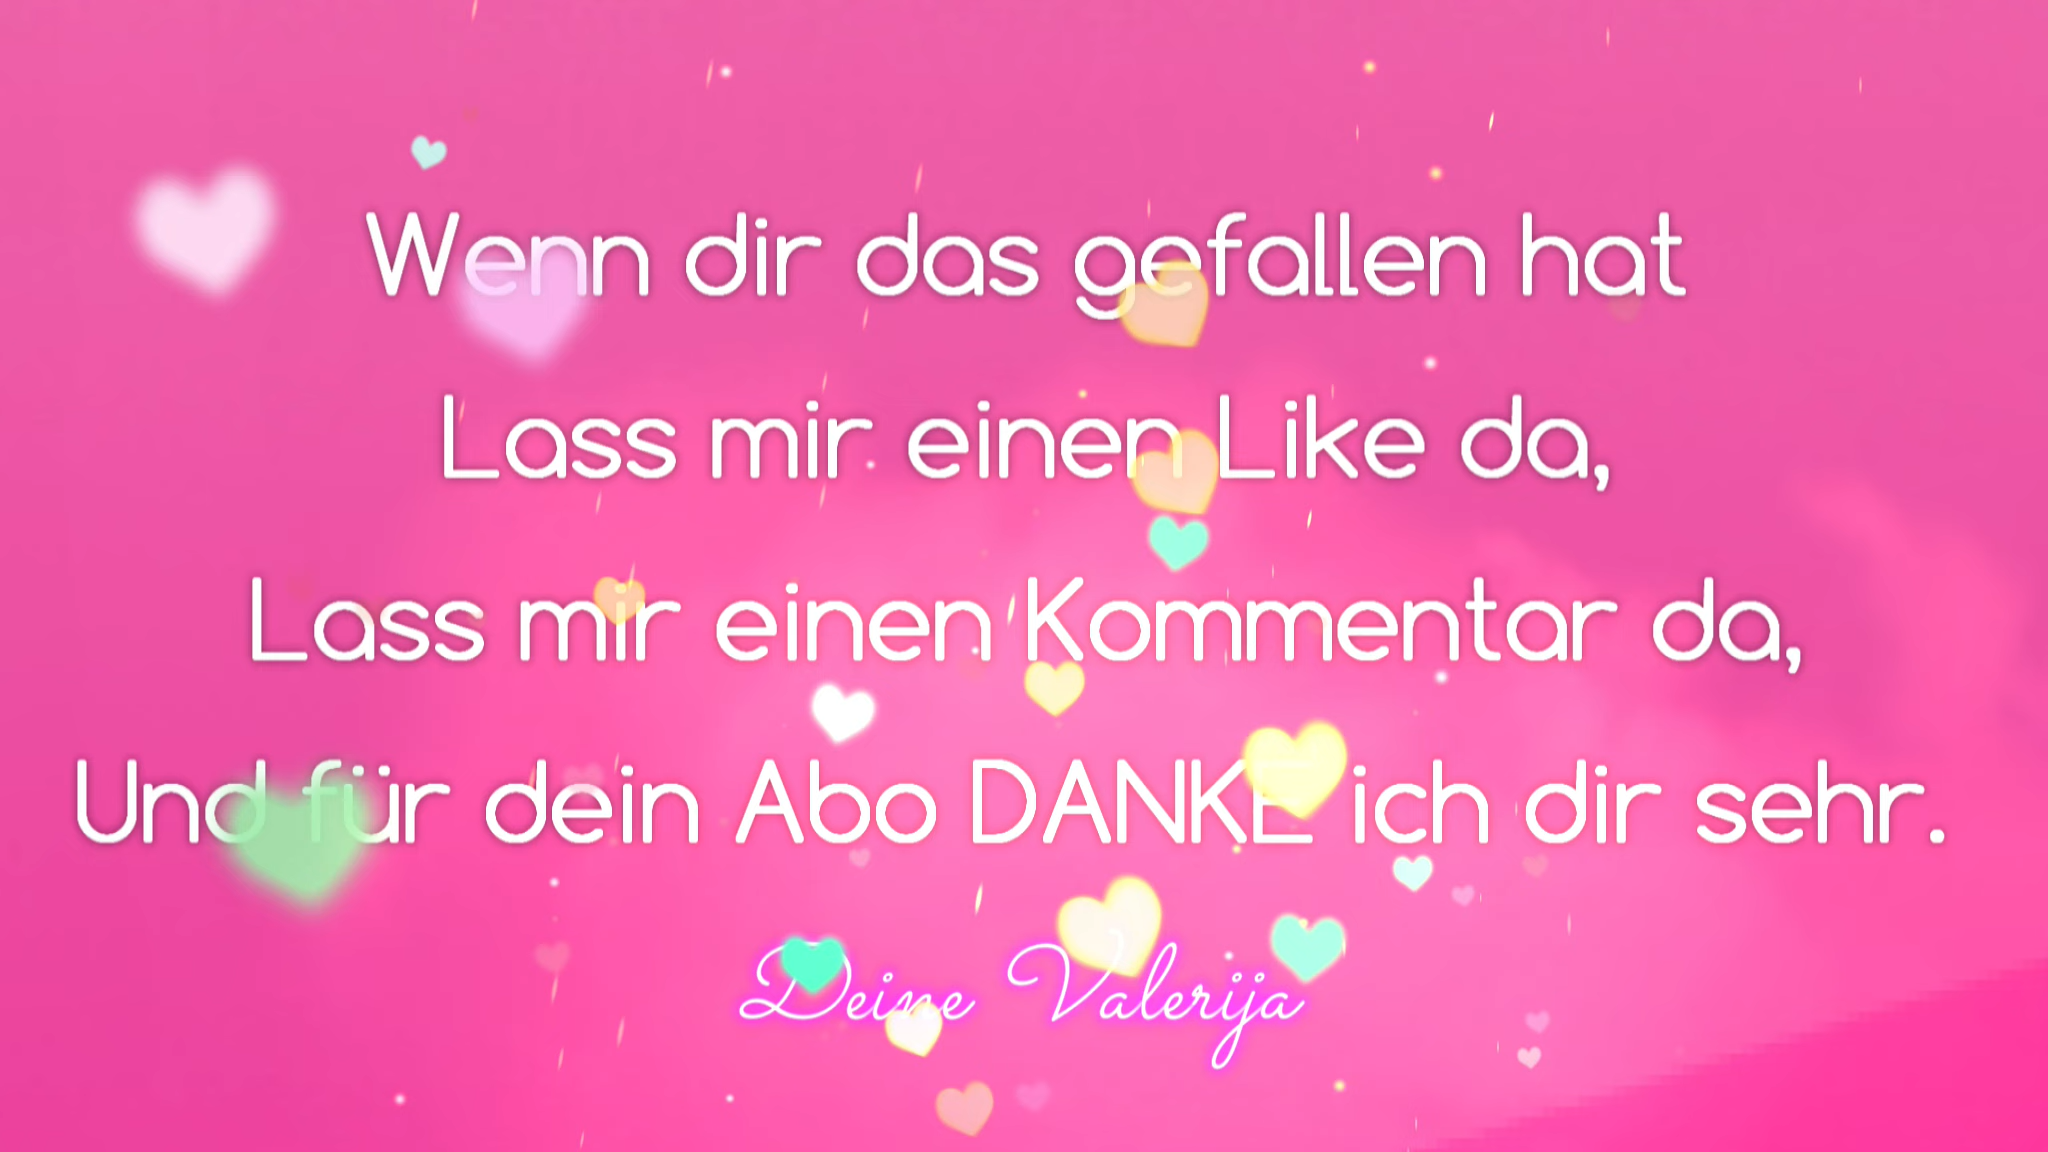 Wenn dir das gefallen hat
Lass mir einen Like da,
Lass mir einen Kommentar da,
Und für dein Abo DANKE ich dir sehr.
Deine Valerija